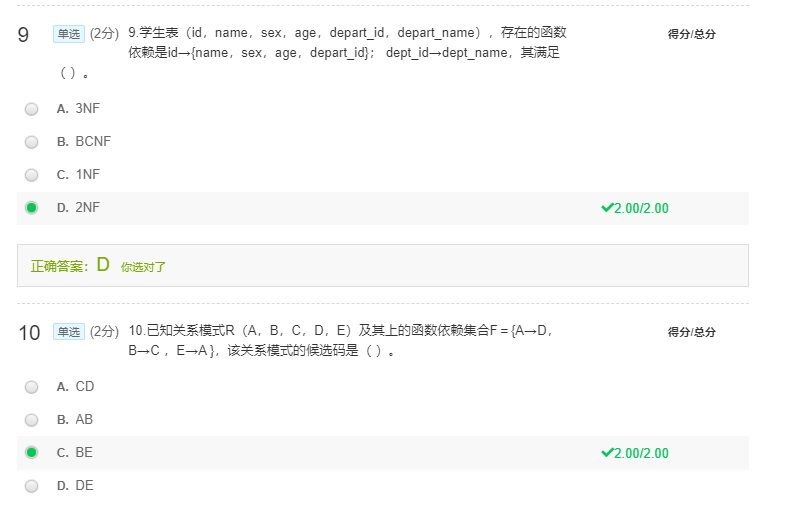 9 单选 (2分) 9.学生表（id，name，sex，age，depart_id，depart_name），存在的函数 得分/总分
依赖是id→{name，sex，age，depart_id}； dept_id→dept_name，其满足
（ ）。
A. 3NF
B. BCNF
C. 1NF
D. 2NF 2.00/2.00
正确答案：D 你选对了
10 单选 (2分) 10.已知关系模式R（A，B，C，D，E）及其上的函数依赖集合F = {A→D， 得分/总分
B→C ，E→A }，该关系模式的候选码是（ ）。
A. CD
B. AB
C. BE 2.00/2.00
D. DE